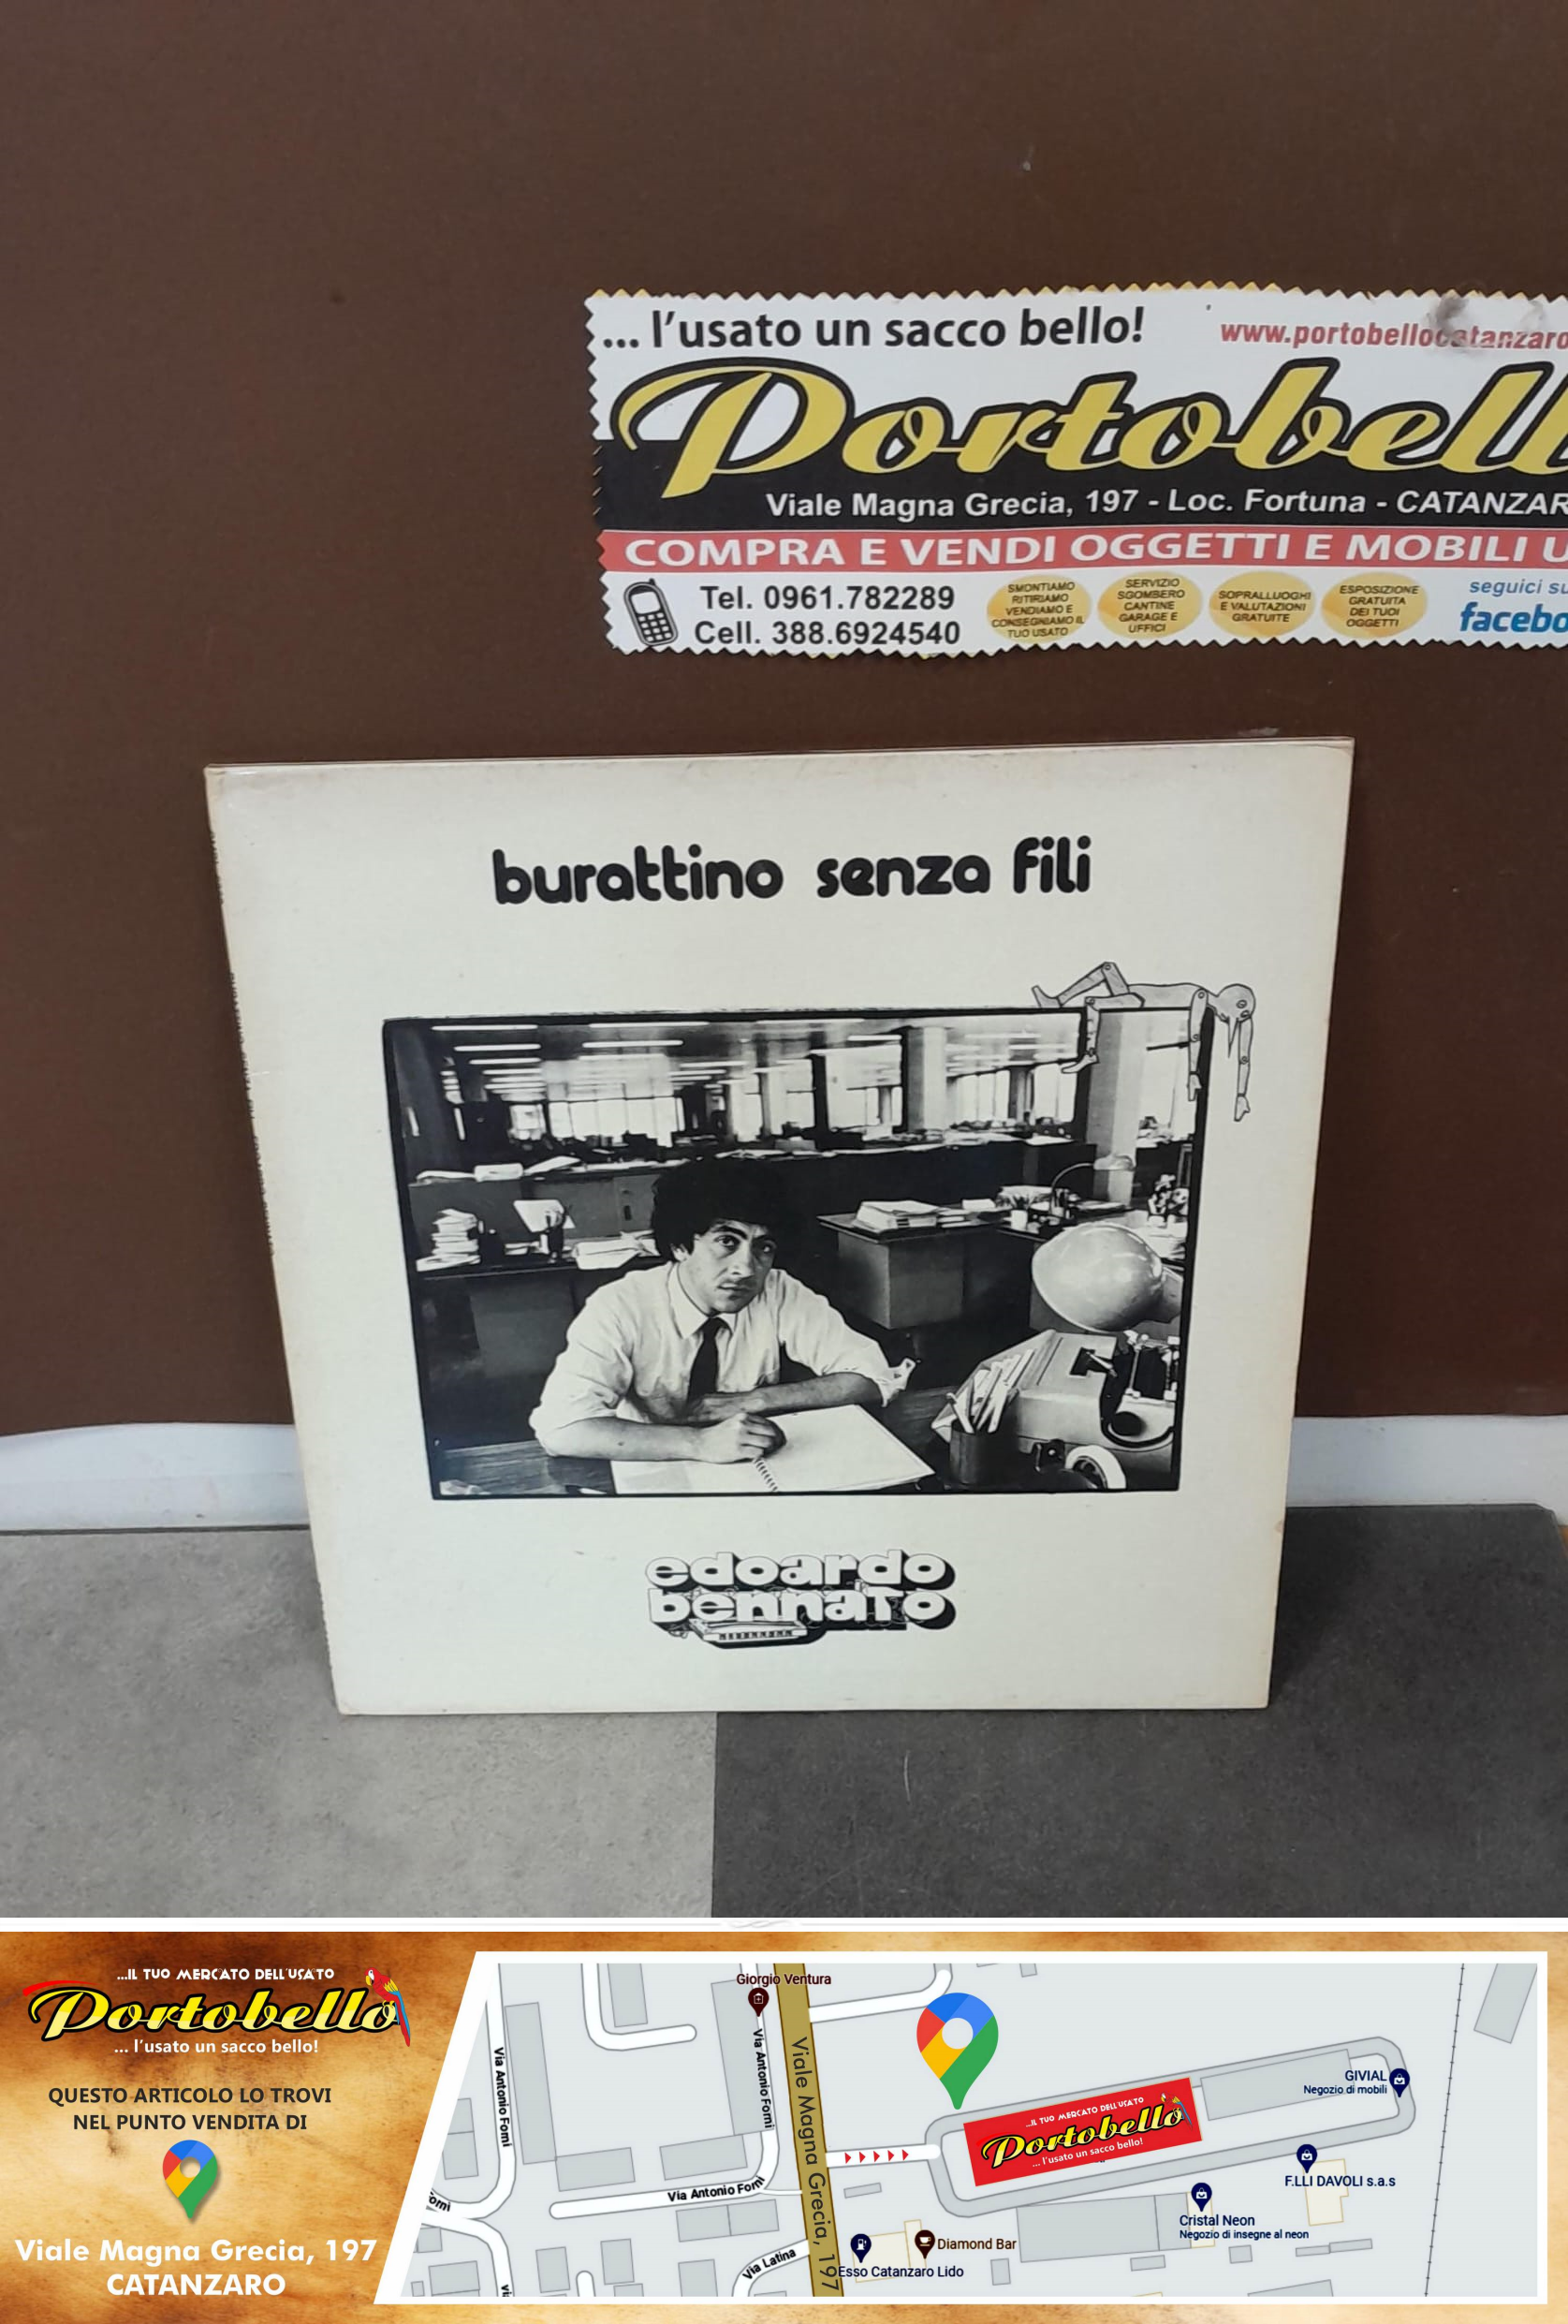 ... l'usato un sacco bello!
www.portobellocatanzaro
Portobell
Viale Magna Grecia, 197 - Loc. Fortuna - CATANZAR
COMPRA E VENDI OGGETTI E MOBILI U
Tel. 0961.782289
Cell. 388.6924540
SMONTIAMO
RITIRIAMO
VENDIAMO E
CONSEGNIAMO IL
TUO USATO
SERVIZIO
SGOMBERO
CANTINE
GARAGE E
UFFICI
SOPRALLUOGHI
E VALUTAZIONI
GRATUITE
ESPOSIZIONE
GRATUITA
DEI TUOI
OGGETTI
seguici su
facebo
burattino senza fili
edoardo
bennato
...IL TUO MERCATO DELL'USATO
Portobello
... l'usato un sacco bello!
QUESTO ARTICOLO LO TROVI
NEL PUNTO VENDITA DI
Viale Magna Grecia, 197
CATANZARO
Giorgio Ventura
Via Antonio Forni
Via Antonio Forni
Viale Magna Grecia, 197
Via Antonio Forni
orni
Via Latina
Vi
...IL TUO MERCATO DELL'USATO
Portobello
... l'usato un sacco bello!
GIVIAL
Negozio di mobili
F.LLI DAVOLI s.a.s
Cristal Neon
Negozio di insegne al neon
Diamond Bar
Esso Catanzaro Lido